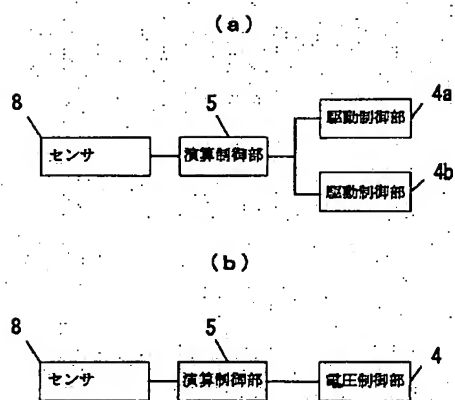 (a)
8 5 4a
センサ 演算制御部 駆動制御部
4b
駆動制御部
(b)
8 5 4
センサ 演算制御部 電圧制御部